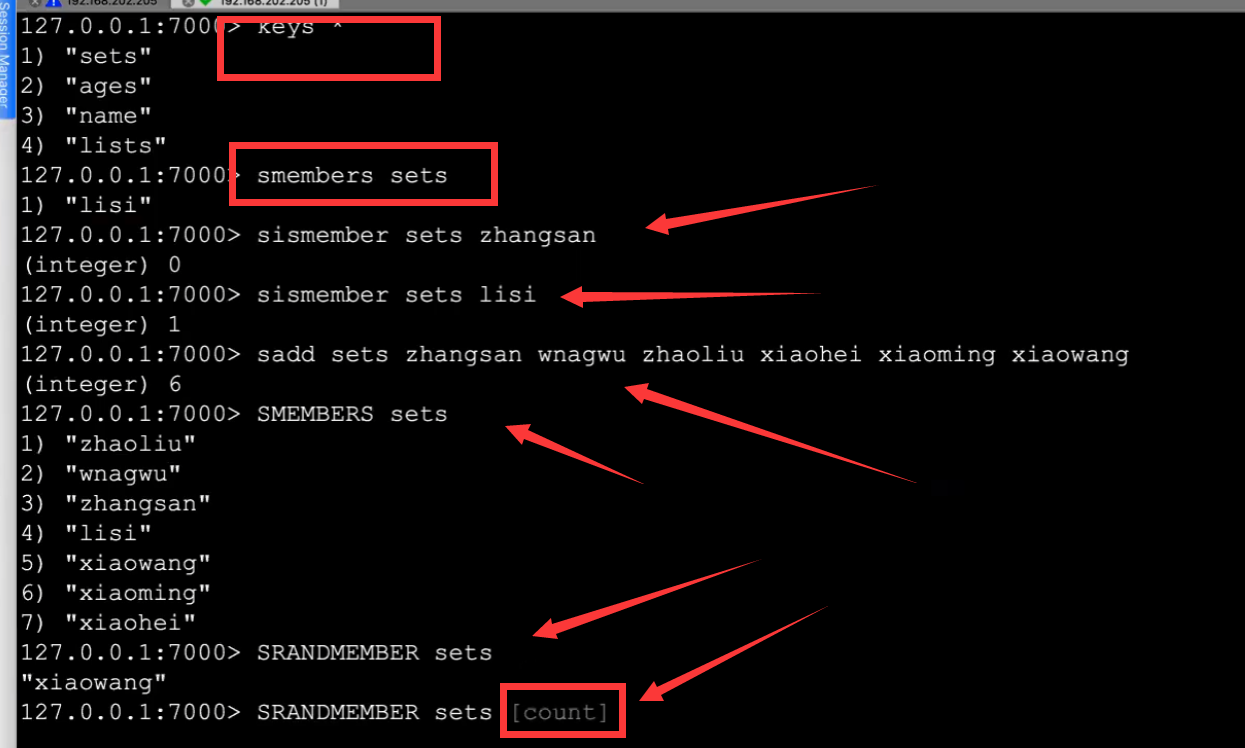 192.168.202.205
192.168.202.205 (1)
Session Manager
127.0.0.1:7000> keys *
1) "sets"
2) "ages"
3) "name"
4) "lists"
127.0.0.1:7000> smembers sets
1) "lisi"
127.0.0.1:7000> sismember sets zhangsan
(integer) 0
127.0.0.1:7000> sismember sets lisi
(integer) 1
127.0.0.1:7000> sadd sets zhangsan wnagwu zhaoliu xiaohei xiaoming xiaowang
(integer) 6
127.0.0.1:7000> SMEMBERS sets
1) "zhaoliu"
2) "wnagwu"
3) "zhangsan"
4) "lisi"
5) "xiaowang"
6) "xiaoming"
7) "xiaohei"
127.0.0.1:7000> SRANDMEMBER sets
"xiaowang"
127.0.0.1:7000> SRANDMEMBER sets [count]